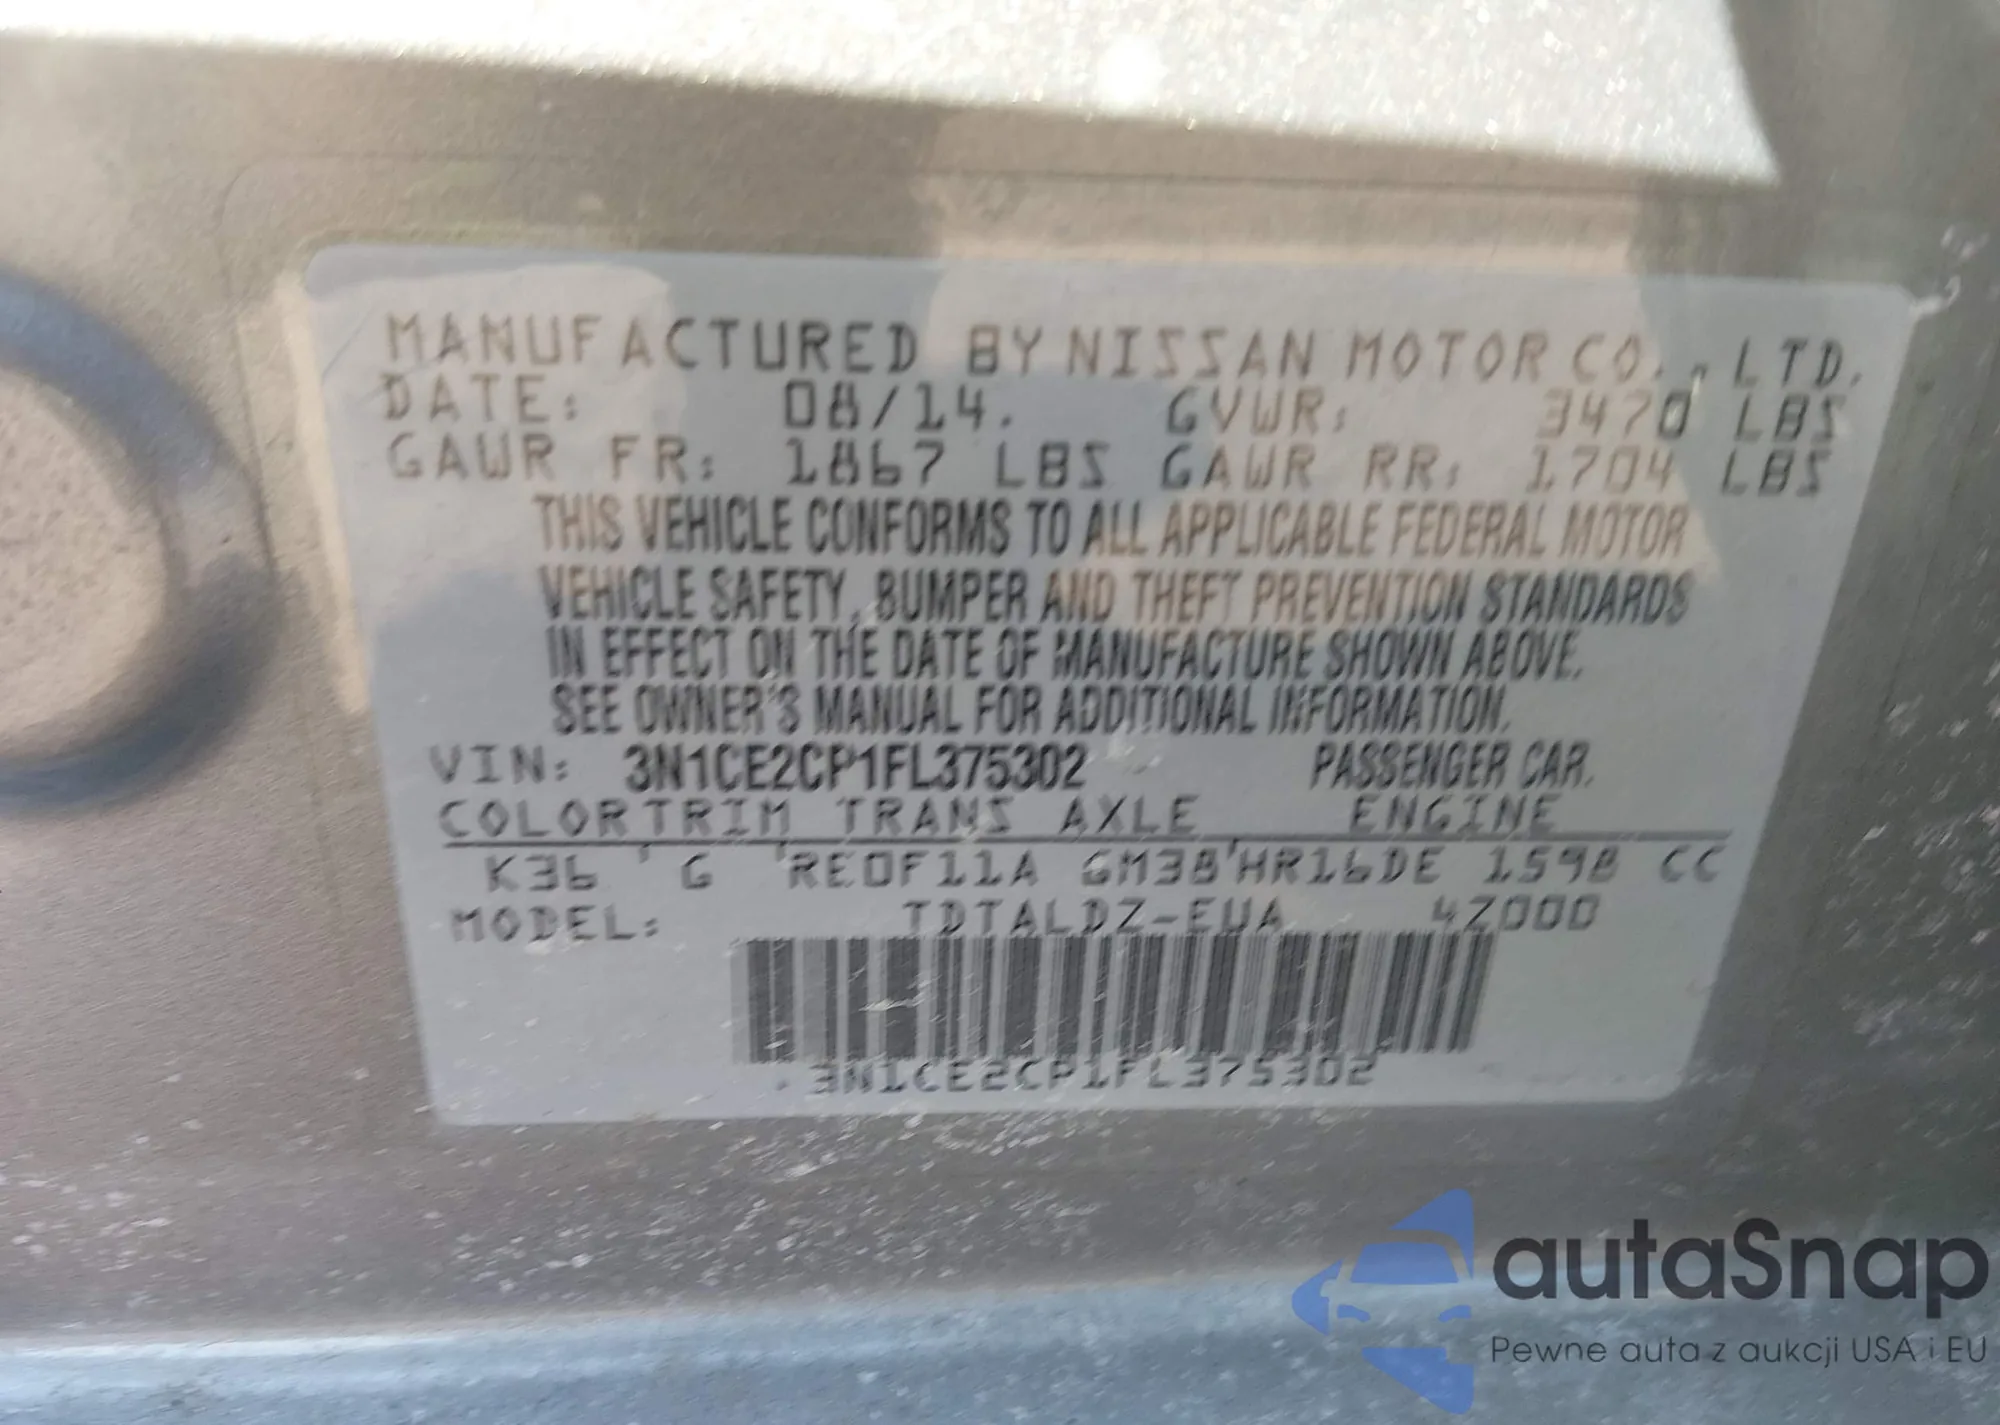 MANUFACTURED BY NISSAN MOTOR CO., LTD.
DATE: 08/14. GVWR: 3470 LBS
GAWR FR: 1867 LBS GAWR RR: 1704 LBS
THIS VEHICLE CONFORMS TO ALL APPLICABLE FEDERAL MOTOR
VEHICLE SAFETY, BUMPER AND THEFT PREVENTION STANDARDS
IN EFFECT ON THE DATE OF MANUFACTURE SHOWN ABOVE.
SEE OWNER'S MANUAL FOR ADDITIONAL INFORMATION.
VIN: 3N1CE2CP1FL375302 PASSENGER CAR.
COLOR TRIM TRANS AXLE ENGINE
K36 ' G 'RE0F11A GM38'HR16DE 1598 CC
MODEL: TDTALDZ-EUA 4Z000
3N1CE2CP1FL375302
autaSnap
Pewne auta z aukcji USA i EU